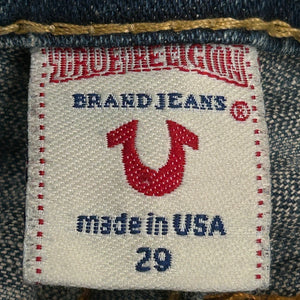 TRUE RELIGION
BRAND JEANS ®
made in USA
29